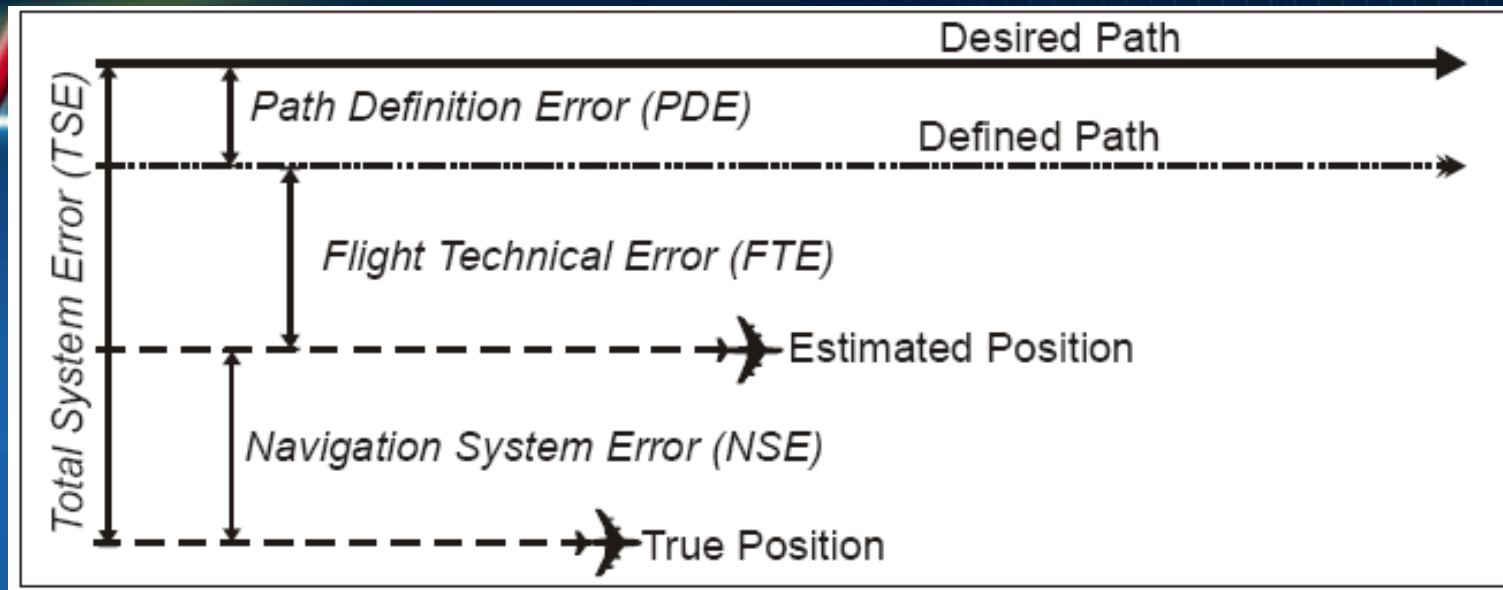 Desired Path
Path Definition Error (PDE)
Defined Path
Total System Error (TSE)
Flight Technical Error (FTE)
Estimated Position
Navigation System Error (NSE)
True Position